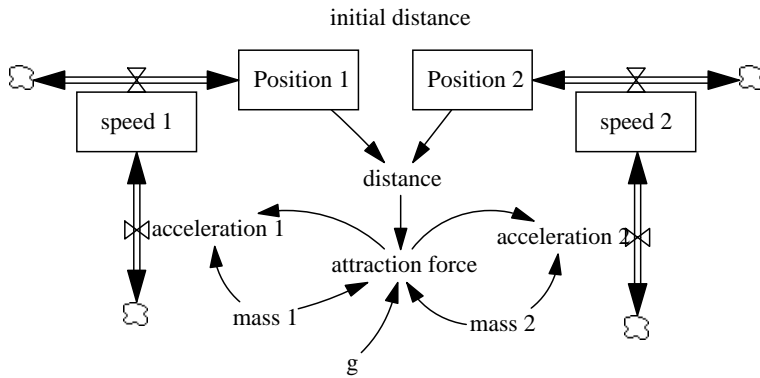 initial distance
Position 1
Position 2
speed 1
speed 2
distance
acceleration 1
acceleration 2
attraction force
mass 1
mass 2
g